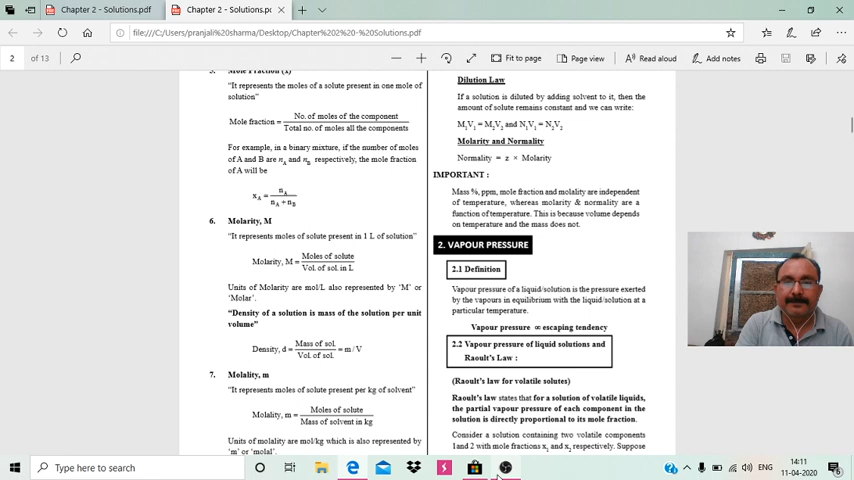 Chapter 2 - Solutions.pdf
Chapter 2 - Solutions.pdf
file:///C:/Users/pranjali%20sharma/Desktop/Chapter%202%20-%20Solutions.pdf
2 of 13
Fit to page
Page view
Read aloud
Add notes
5. Mole Fraction (x)
"It represents the moles of a solute present in one mole of
solution"
Mole fraction = No. of moles of the component / Total no. of moles all the components
For example, in a binary mixture, if the number of moles
of A and B are nA and nB respectively, the mole fraction
of A will be
xA = nA / nA + nB
6. Molarity, M
"It represents moles of solute present in 1 L of solution"
Molarity, M = Moles of solute / Vol. of sol. in L
Units of Molarity are mol/L also represented by 'M' or
'Molar'.
"Density of a solution is mass of the solution per unit
volume"
Density, d = Mass of sol. / Vol. of sol. = m / V
7. Molality, m
"It represents moles of solute present per kg of solvent"
Molality, m = Moles of solute / Mass of solvent in kg
Units of molality are mol/kg which is also represented by
'm' or 'molal'.
Dilution Law
If a solution is diluted by adding solvent to it, then the
amount of solute remains constant and we can write:
M1V1 = M2V2 and N1V1 = N2V2
Molarity and Normality
Normality = z × Molarity
IMPORTANT :
Mass %, ppm, mole fraction and molality are independent
of temperature, whereas molarity & normality are a
function of temperature. This is because volume depends
on temperature and the mass does not.
2. VAPOUR PRESSURE
2.1 Definition
Vapour pressure of a liquid/solution is the pressure exerted
by the vapours in equilibrium with the liquid/solution at a
particular temperature.
Vapour pressure ∝ escaping tendency
2.2 Vapour pressure of liquid solutions and
Raoult's Law :
(Raoult's law for volatile solutes)
Raoult's law states that for a solution of volatile liquids,
the partial vapour pressure of each component in the
solution is directly proportional to its mole fraction.
Consider a solution containing two volatile components
1and 2 with mole fractions x1 and x2 respectively. Suppose
Type here to search
ENG
14:11
11-04-2020